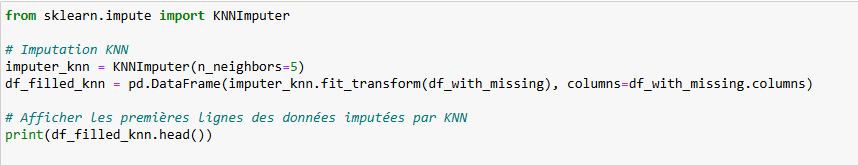 from sklearn.impute import KNNImputer
# Imputation KNN
imputer_knn = KNNImputer(n_neighbors=5)
df_filled_knn = pd.DataFrame(imputer_knn.fit_transform(df_with_missing), columns=df_with_missing.columns)
# Afficher les premières lignes des données imputées par KNN
print(df_filled_knn.head())